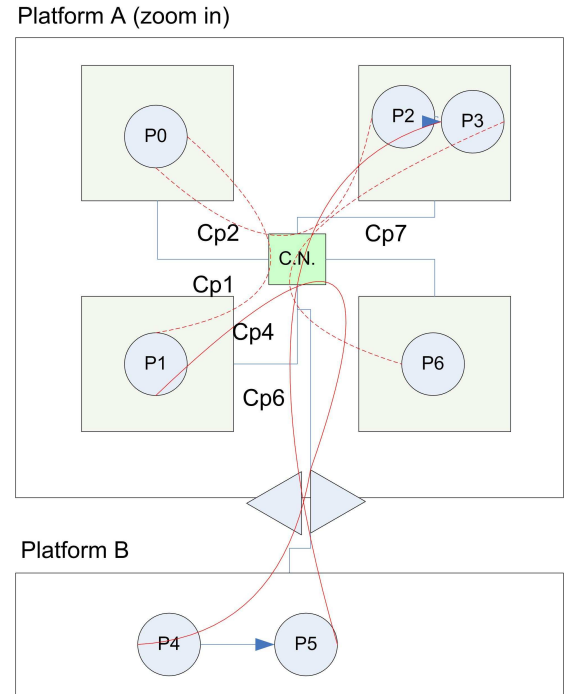 Platform A (zoom in)
P0
P2
P3
Cp2
Cp7
C.N.
Cp1
Cp4
P1
P6
Cp6
Platform B
P4
P5